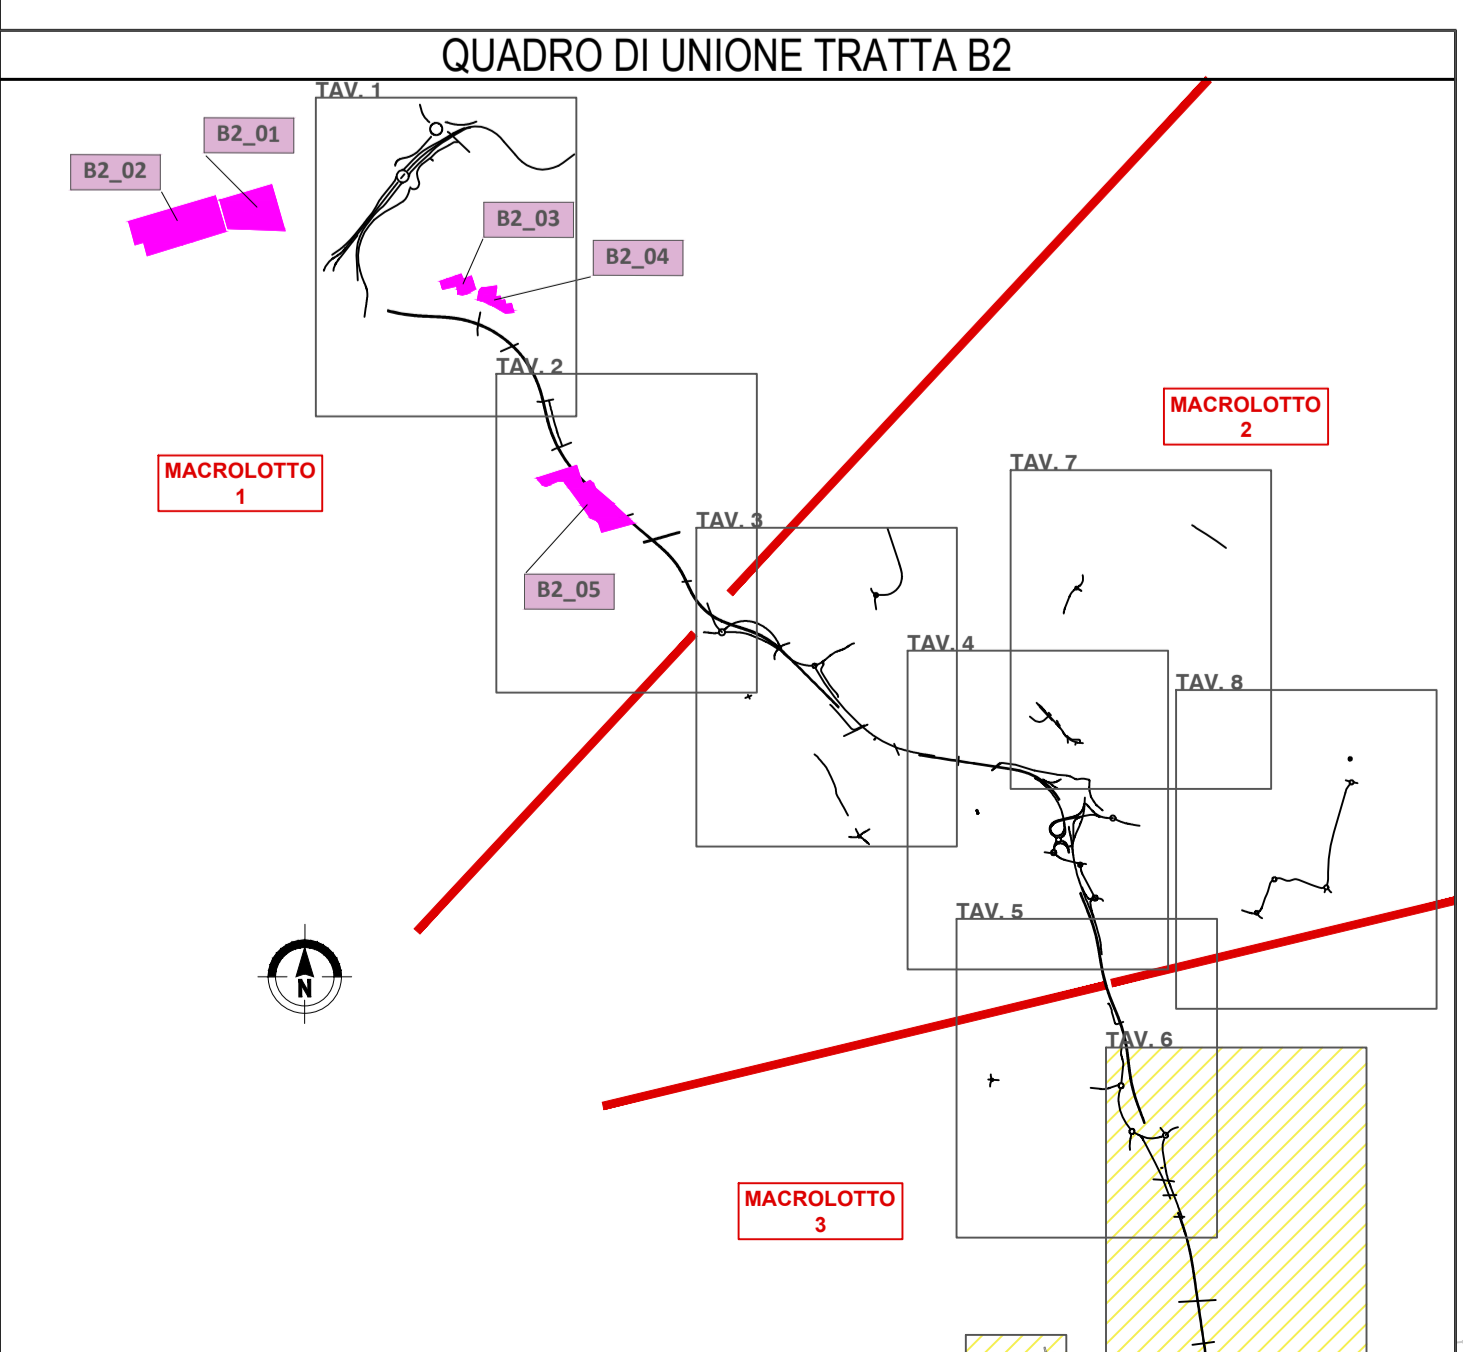 QUADRO DI UNIONE TRATTA B2
TAV. 1
B2_01
B2_02
B2_03
B2_04
TAV. 2
MACROLOTTO
2
MACROLOTTO
1
TAV. 7
TAV. 3
B2_05
TAV. 4
TAV. 8
TAV. 5
N
TAV. 6
MACROLOTTO
3